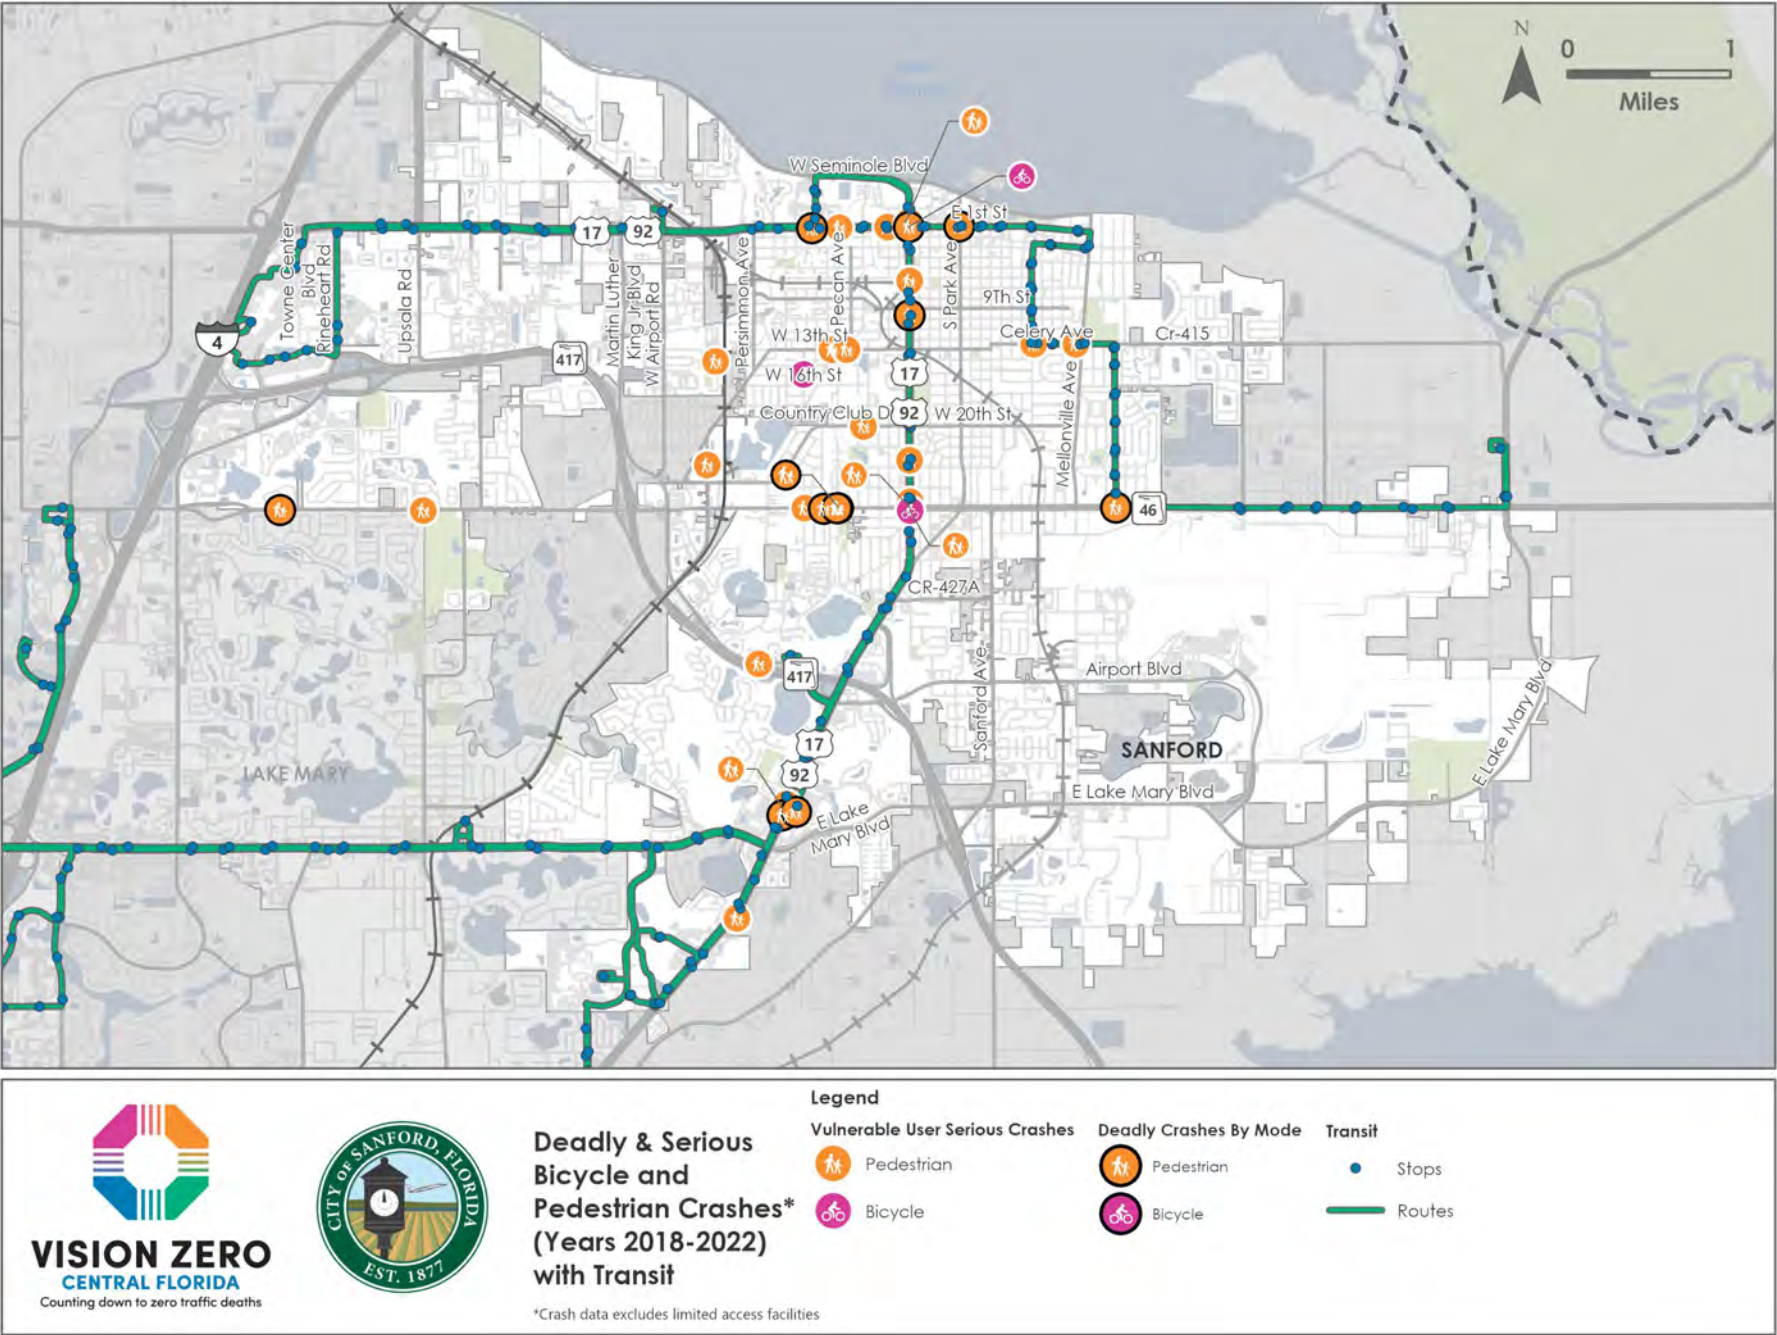 N
0 1
Miles
W Seminole Blvd
E 1st St
17
92
Towne Center
Blvd
Rinehart Rd
Upsala Rd
Martin Luther
King Jr Blvd
W Airport Rd
Persimmon Ave
Pecan Ave
S Park Ave
9Th St
4
417
W 13th St
Celery Ave
Cr-415
W 16th St
17
Country Club D
92
W 20th St
Mellonville Ave
46
CR-427A
417
Sanford Ave
Airport Blvd
E Lake Mary Blvd
17
SANFORD
LAKE MARY
92
E Lake Mary Blvd
E Lake
Mary Blvd
VISION ZERO
CENTRAL FLORIDA
Counting down to zero traffic deaths
CITY OF SANFORD, FLORIDA
EST. 1877
Deadly & Serious
Bicycle and
Pedestrian Crashes*
(Years 2018-2022)
with Transit
*Crash data excludes limited access facilities
Legend
Vulnerable User Serious Crashes
Pedestrian
Bicycle
Deadly Crashes By Mode
Pedestrian
Bicycle
Transit
Stops
Routes